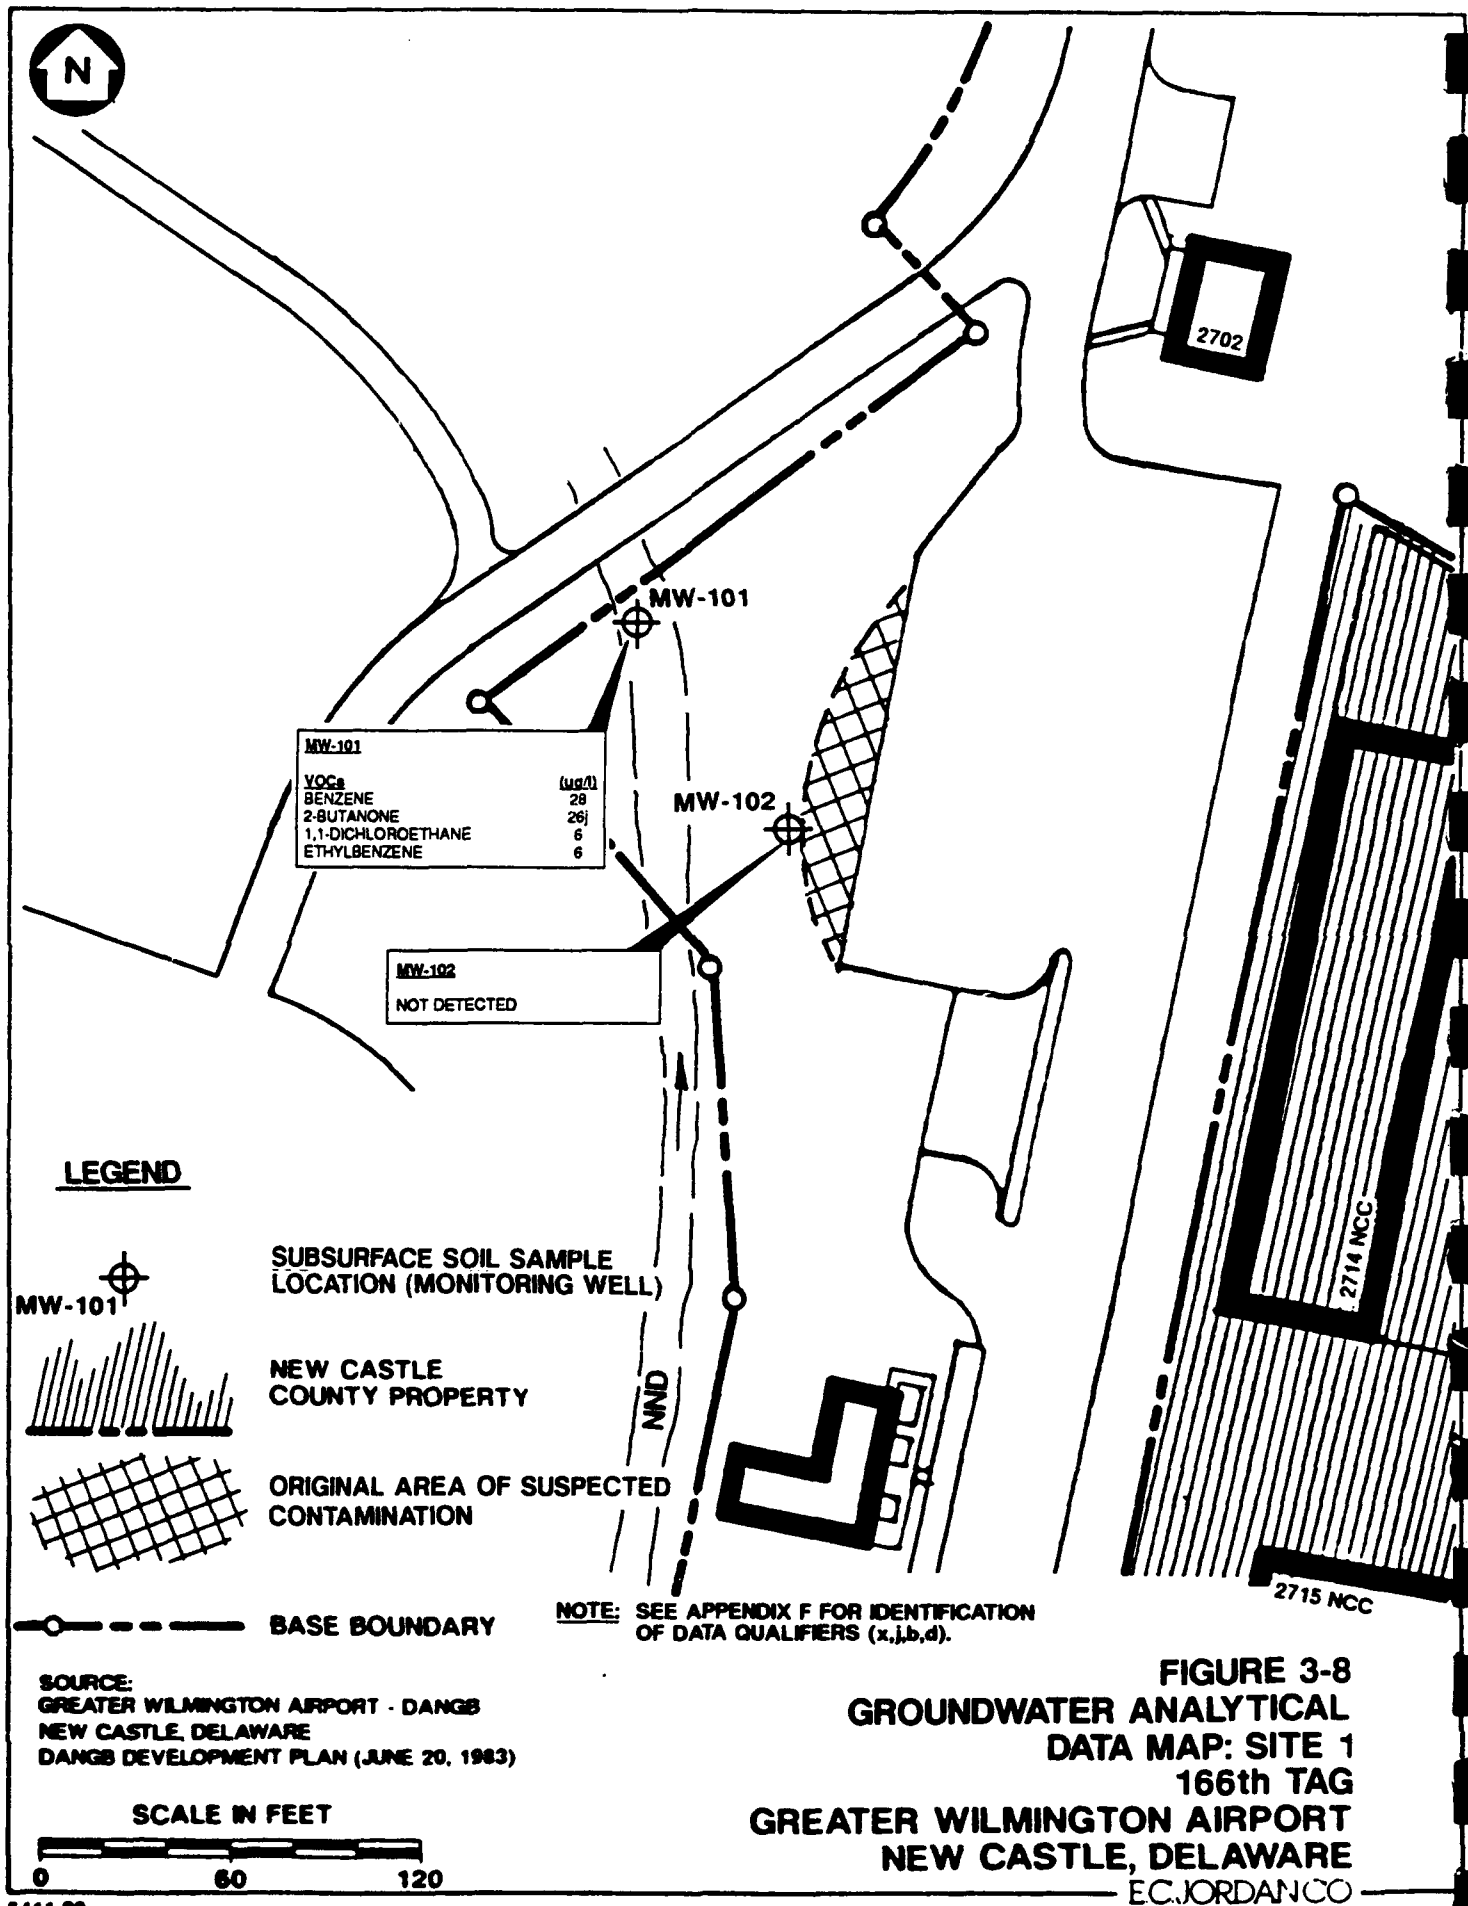 N
2702
MW-101
MW-101
VOCs (ug/l)
BENZENE 28
2-BUTANONE 26j
1,1-DICHLOROETHANE 6
ETHYLBENZENE 6
MW-102
MW-102
NOT DETECTED
2714 NCC
NND
2715 NCC
LEGEND
MW-101
SUBSURFACE SOIL SAMPLE
LOCATION (MONITORING WELL)
NEW CASTLE
COUNTY PROPERTY
ORIGINAL AREA OF SUSPECTED
CONTAMINATION
BASE BOUNDARY
NOTE: SEE APPENDIX F FOR IDENTIFICATION
OF DATA QUALIFIERS (x,j,b,d).
SOURCE:
GREATER WILMINGTON AIRPORT - DANGB
NEW CASTLE, DELAWARE
DANGB DEVELOPMENT PLAN (JUNE 20, 1983)
SCALE IN FEET
0 60 120
FIGURE 3-8
GROUNDWATER ANALYTICAL
DATA MAP: SITE 1
166th TAG
GREATER WILMINGTON AIRPORT
NEW CASTLE, DELAWARE
E.C.JORDANCO